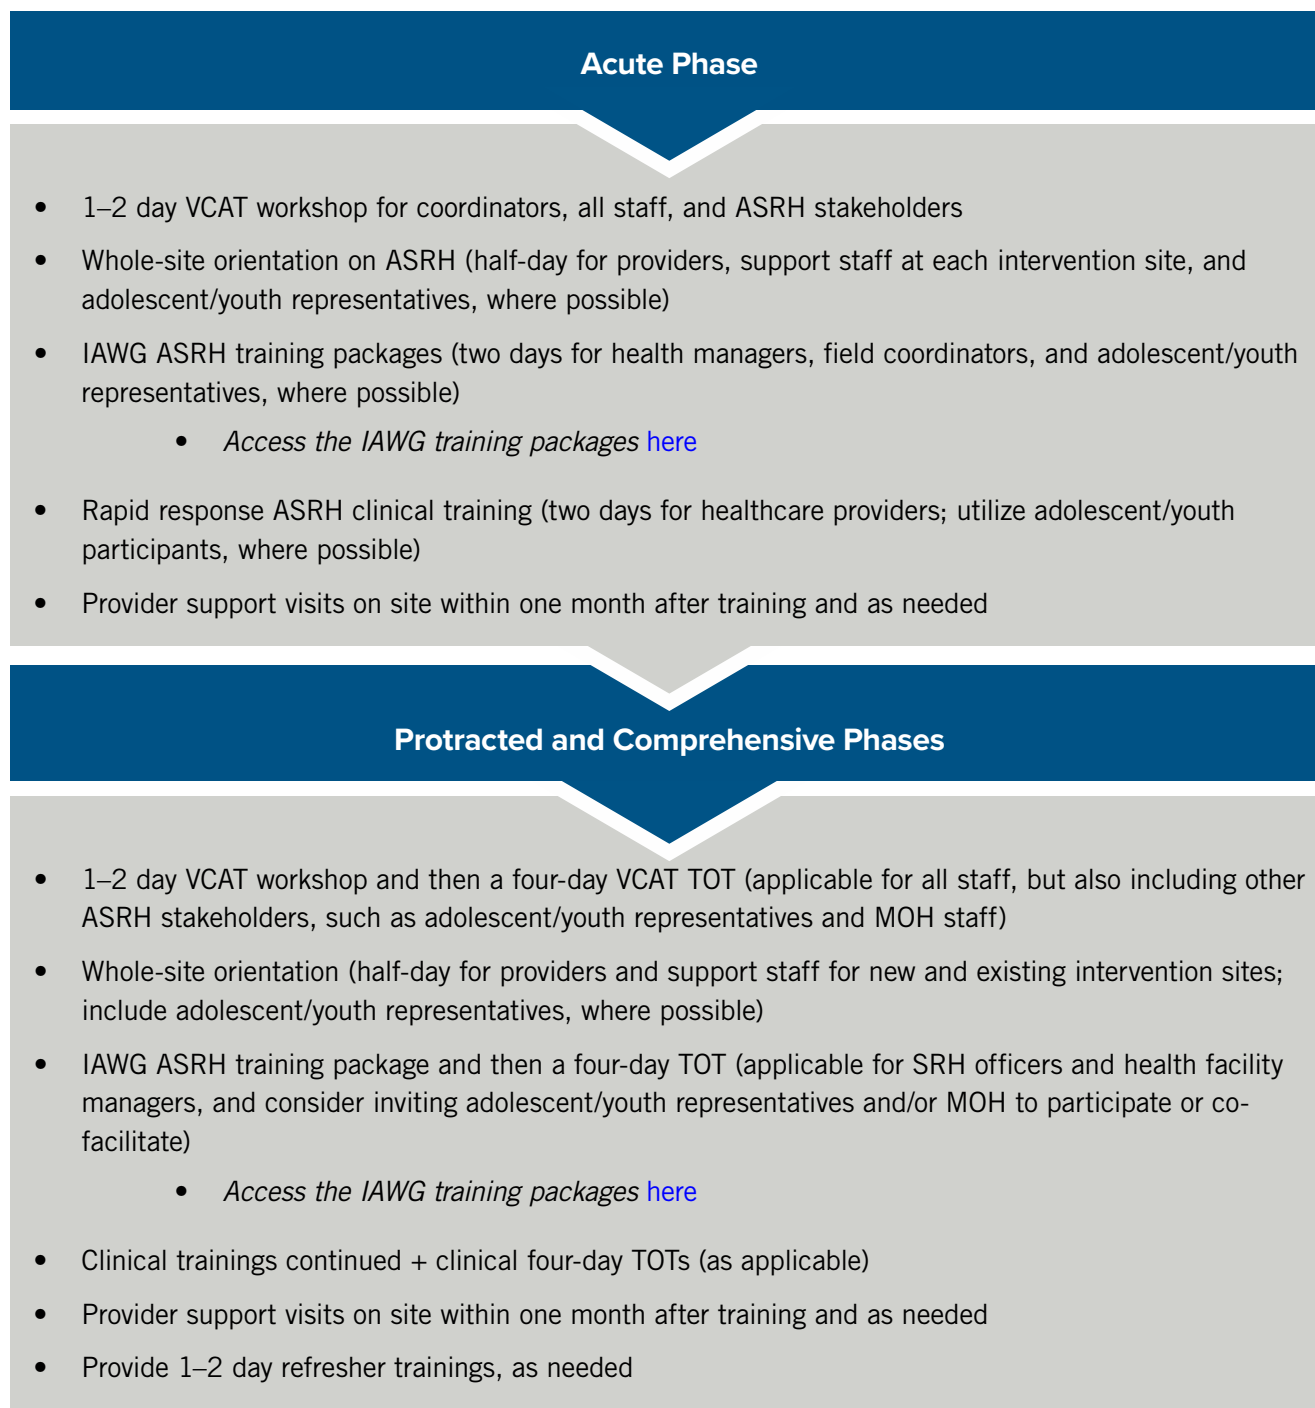 Acute Phase
• 1–2 day VCAT workshop for coordinators, all staff, and ASRH stakeholders
• Whole-site orientation on ASRH (half-day for providers, support staff at each intervention site, and
adolescent/youth representatives, where possible)
• IAWG ASRH training packages (two days for health managers, field coordinators, and adolescent/youth
representatives, where possible)
• Access the IAWG training packages here
• Rapid response ASRH clinical training (two days for healthcare providers; utilize adolescent/youth
participants, where possible)
• Provider support visits on site within one month after training and as needed
Protracted and Comprehensive Phases
• 1–2 day VCAT workshop and then a four-day VCAT TOT (applicable for all staff, but also including other
ASRH stakeholders, such as adolescent/youth representatives and MOH staff)
• Whole-site orientation (half-day for providers and support staff for new and existing intervention sites;
include adolescent/youth representatives, where possible)
• IAWG ASRH training package and then a four-day TOT (applicable for SRH officers and health facility
managers, and consider inviting adolescent/youth representatives and/or MOH to participate or co-
facilitate)
• Access the IAWG training packages here
• Clinical trainings continued + clinical four-day TOTs (as applicable)
• Provider support visits on site within one month after training and as needed
• Provide 1–2 day refresher trainings, as needed